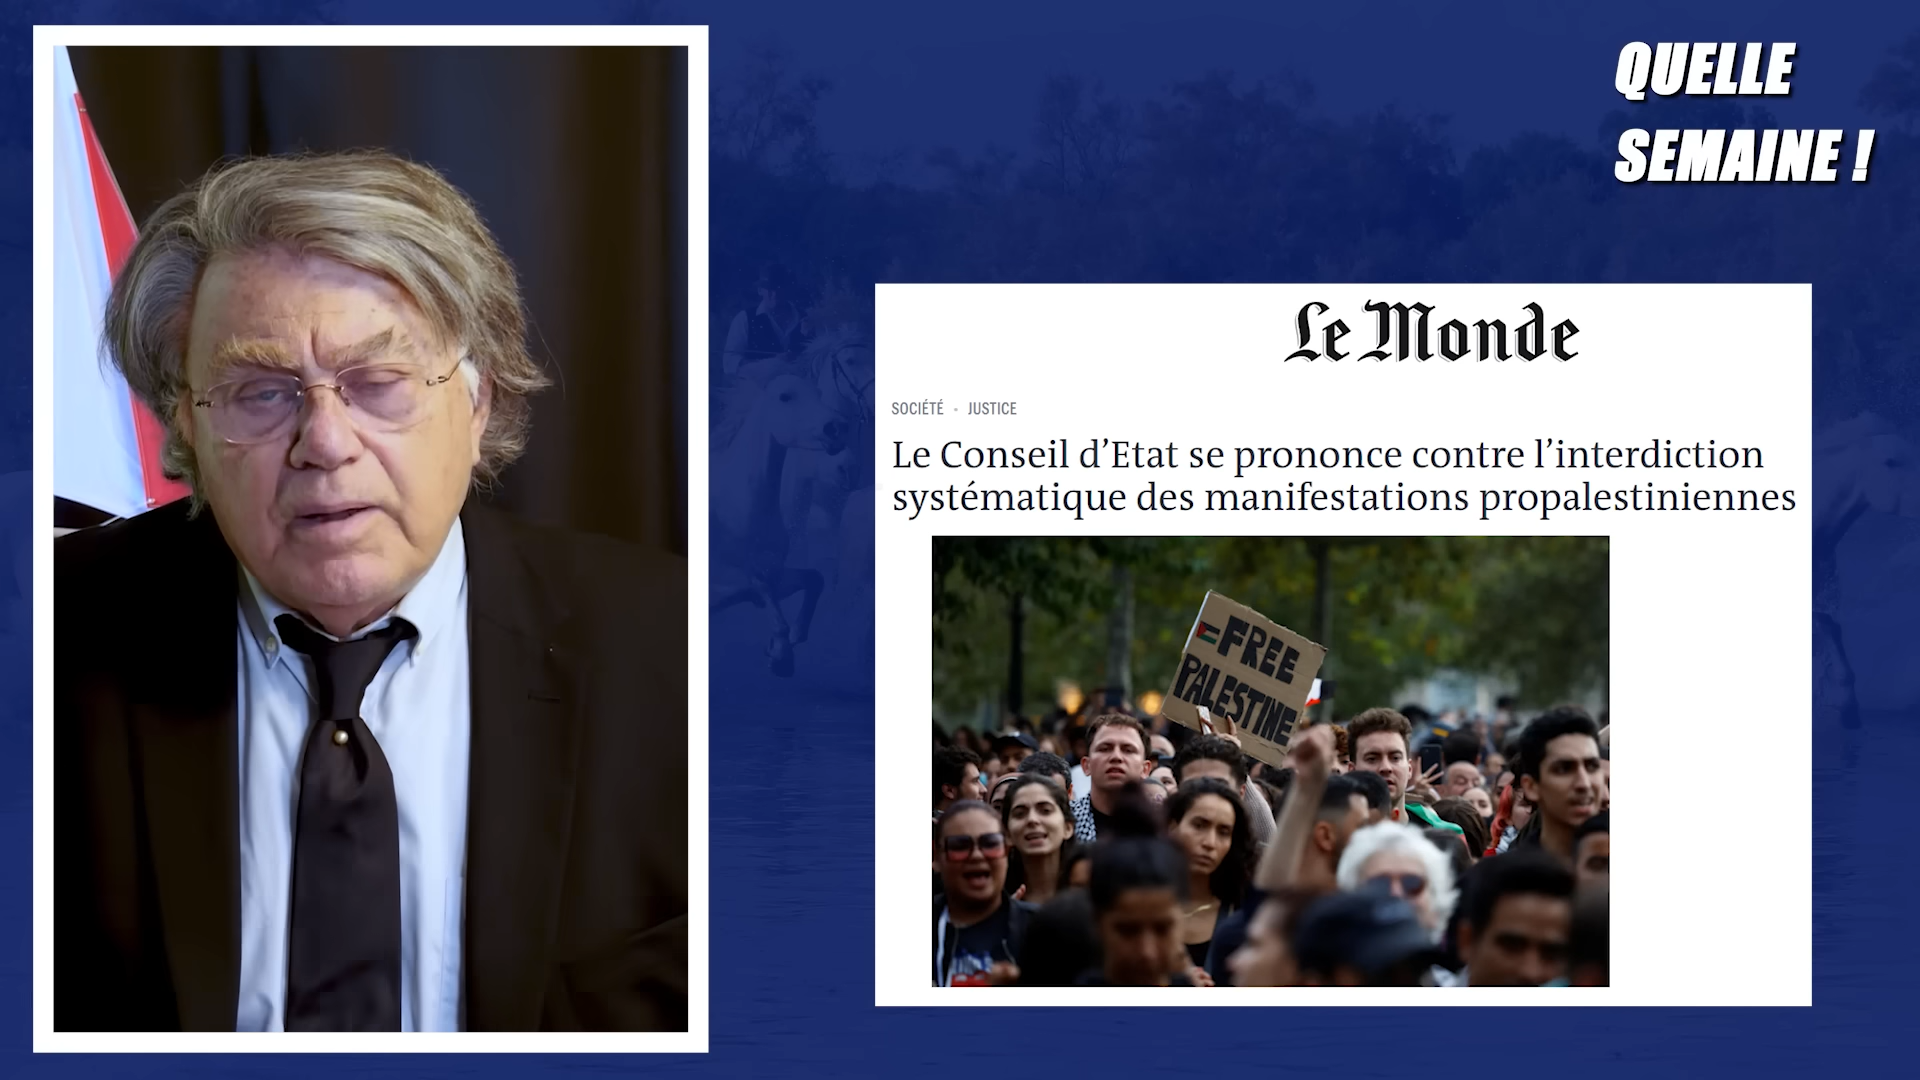 QUELLE
SEMAINE !
Le Monde
SOCIÉTÉ • JUSTICE
Le Conseil d’Etat se prononce contre l’interdiction
systématique des manifestations propalestiniennes
FREE
PALESTINE